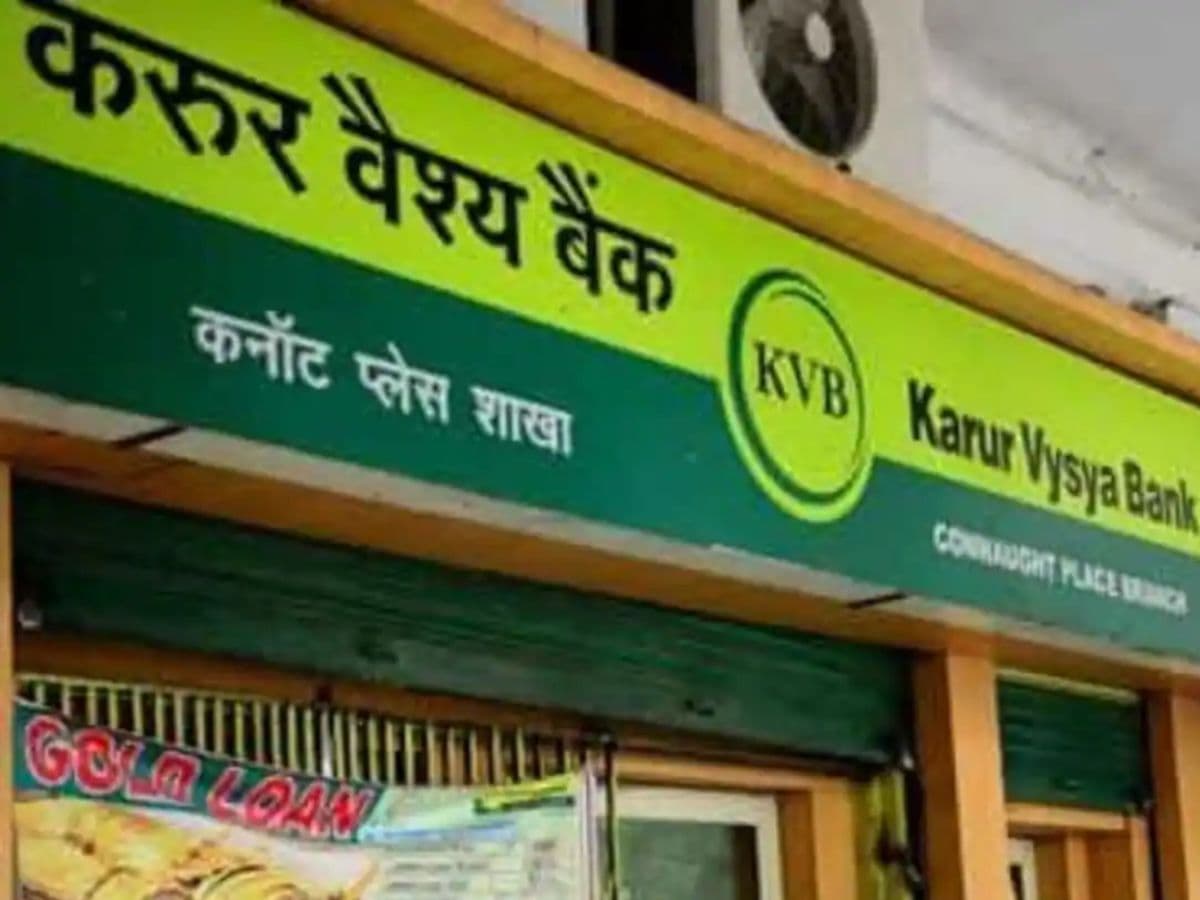 करुर वैश्य बैंक
कनॉट प्लेस शाखा
KVB
Karur Vysya Bank
CONNAUGHT PLACE BRANCH
GOLD LOAN